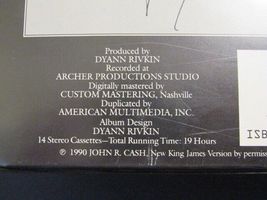 Produced by
DYANN RIVKIN
Recorded at
ARCHER PRODUCTIONS STUDIO
Digitally mastered by
CUSTOM MASTERING, Nashville
Duplicated by
AMERICAN MULTIMEDIA, INC.
Album Design
DYANN RIVKIN
14 Stereo Cassettes—Total Running Time: 19 Hours
℗ 1990 JOHN R. CASH, New King James Version by permis
ISB